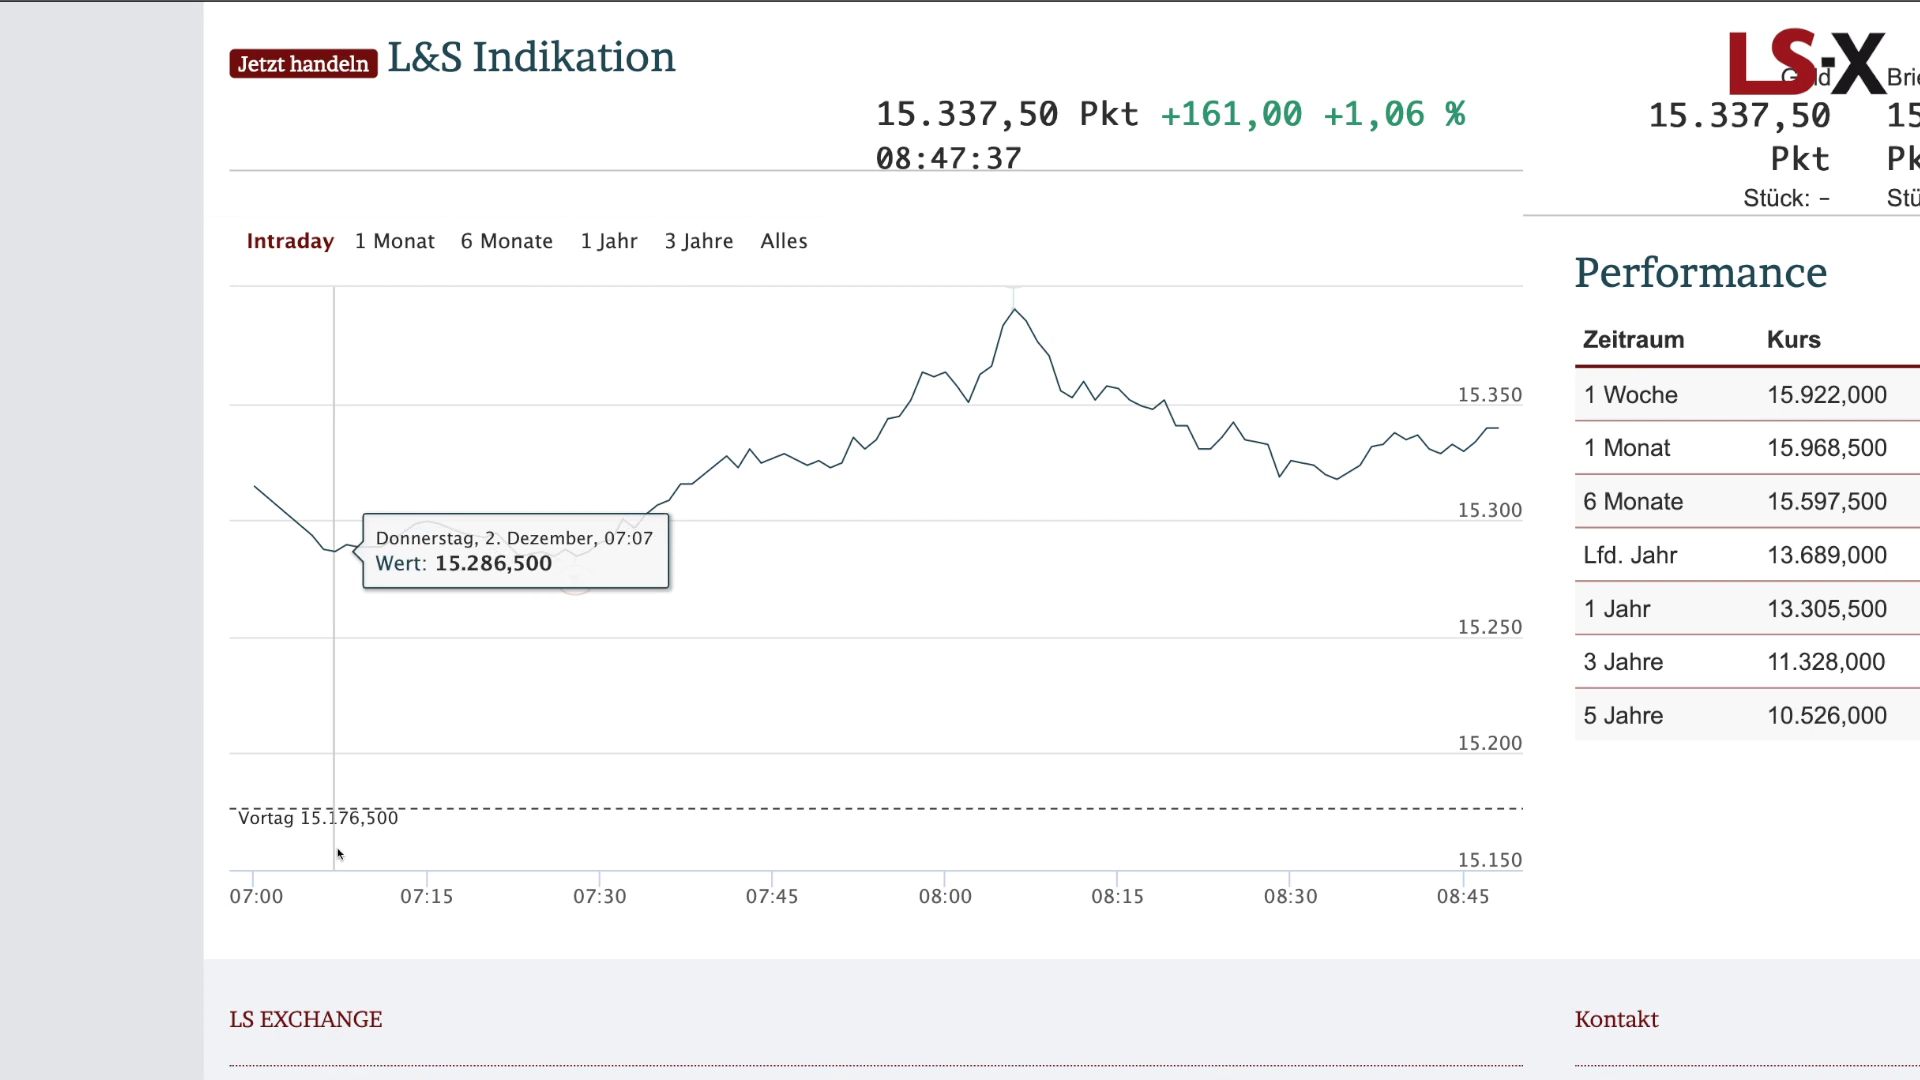 Jetzt handeln L&S Indikation
LS-X
15.337,50 Pkt +161,00 +1,06 %
08:47:37
15.337,50
Pkt
Stück: –
Intraday 1 Monat 6 Monate 1 Jahr 3 Jahre Alles
15.350
15.300
15.250
15.200
15.150
Donnerstag, 2. Dezember, 07:07
Wert: 15.286,500
Vortag 15.176,500
07:00 07:15 07:30 07:45 08:00 08:15 08:30 08:45
Performance
Zeitraum Kurs
1 Woche 15.922,000
1 Monat 15.968,500
6 Monate 15.597,500
Lfd. Jahr 13.689,000
1 Jahr 13.305,500
3 Jahre 11.328,000
5 Jahre 10.526,000
LS EXCHANGE
Kontakt